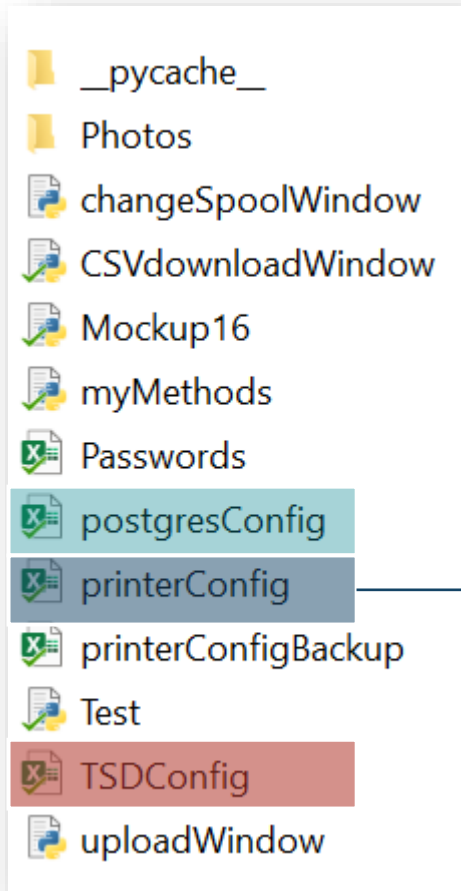 __pycache__
Photos
changeSpoolWindow
CSVdownloadWindow
Mockup16
myMethods
Passwords
postgresConfig
printerConfig
printerConfigBackup
Test
TSDConfig
uploadWindow